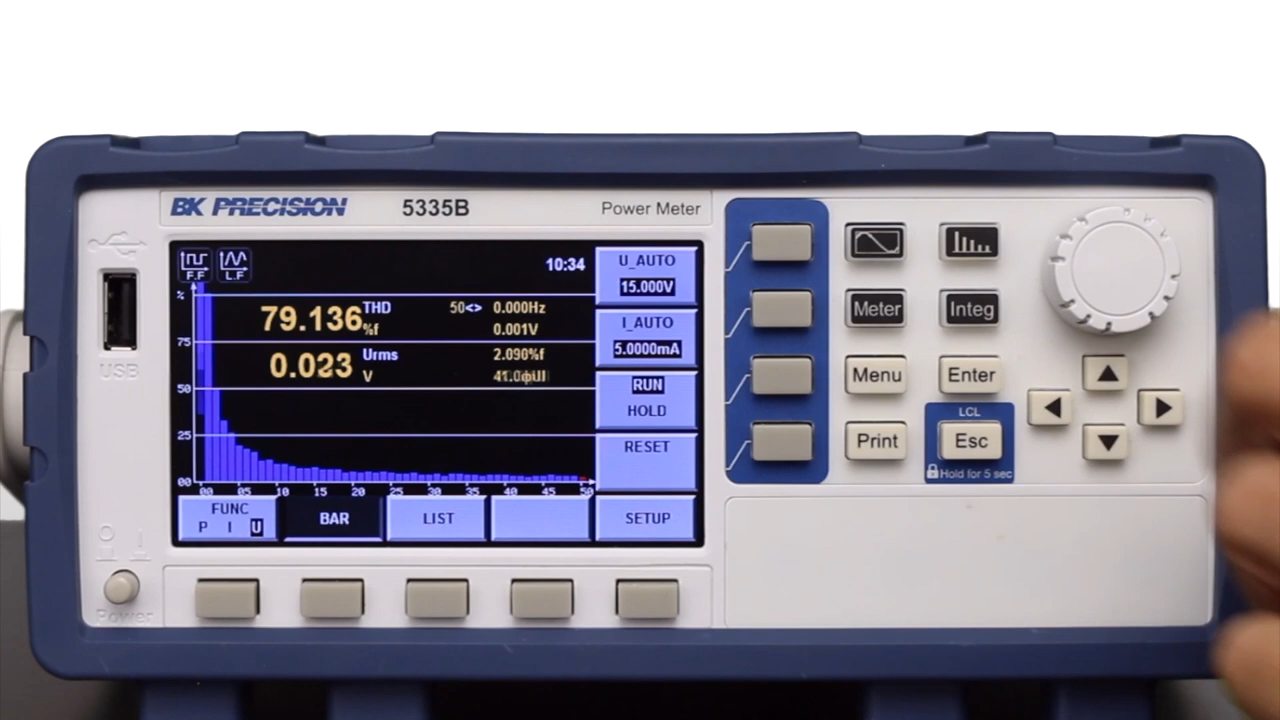 BK PRECISION 5335B Power Meter
F.F L.F 10:34
%
79.136 %f THD 50<> 0.000Hz
0.001V
0.023 V Urms 2.090%f
75
50
25
00
00 05 10 15 20 25 30 35 40 45 50
U_AUTO
15.000V
I_AUTO
5.0000mA
RUN
HOLD
RESET
FUNC
P I U
BAR
LIST
SETUP
USB
Power
Meter
Integ
Menu
Enter
Print
LCL
Esc
Hold for 5 sec